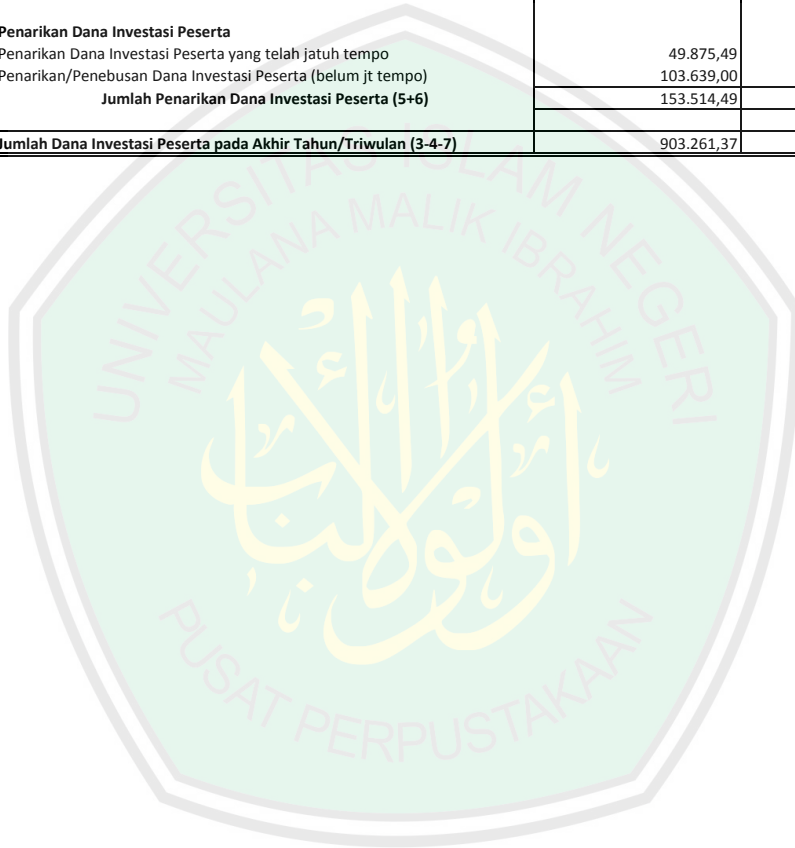 Penarikan Dana Investasi Peserta
Penarikan Dana Investasi Peserta yang telah jatuh tempo 49.875,49
Penarikan/Penebusan Dana Investasi Peserta (belum jt tempo) 103.639,00
Jumlah Penarikan Dana Investasi Peserta (5+6) 153.514,49
Jumlah Dana Investasi Peserta pada Akhir Tahun/Triwulan (3-4-7) 903.261,37
UNIVERSITAS ISLAM NEGERI
MAULANA MALIK IBRAHIM
PUSAT PERPUSTAKAAN